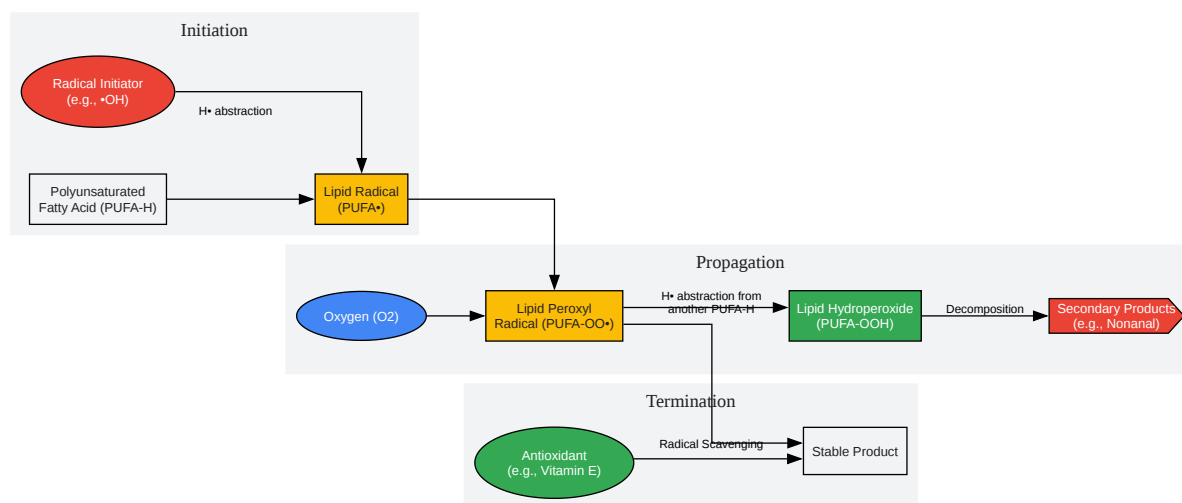 Initiation
Radical Initiator
(e.g., •OH)
H• abstraction
Polyunsaturated
Fatty Acid (PUFA-H)
Lipid Radical
(PUFA•)
Propagation
Oxygen (O2)
Lipid Peroxyl
Radical (PUFA-OO•)
H• abstraction from
another PUFA-H
Lipid Hydroperoxide
(PUFA-OOH)
Decomposition
Secondary Products
(e.g., Nonanal)
Termination
Antioxidant
(e.g., Vitamin E)
Radical Scavenging
Stable Product